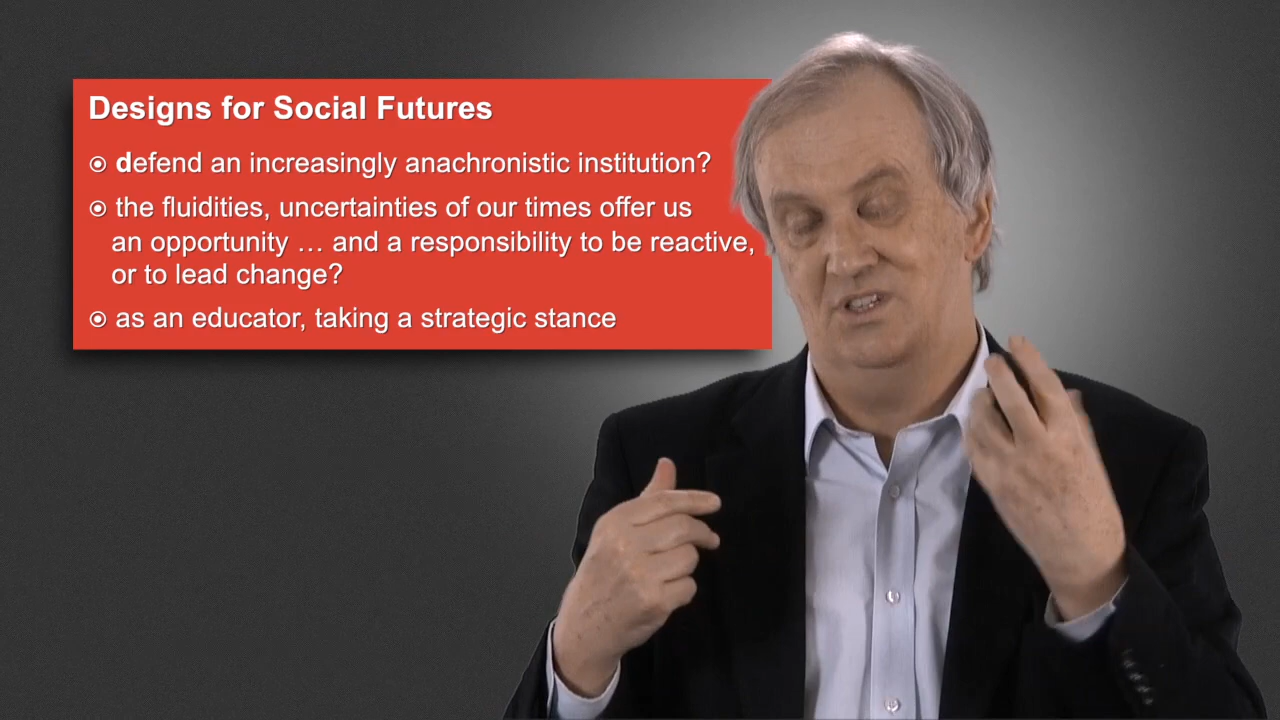 Designs for Social Futures
⦿ defend an increasingly anachronistic institution?
⦿ the fluidities, uncertainties of our times offer us
an opportunity … and a responsibility to be reactive,
or to lead change?
⦿ as an educator, taking a strategic stance